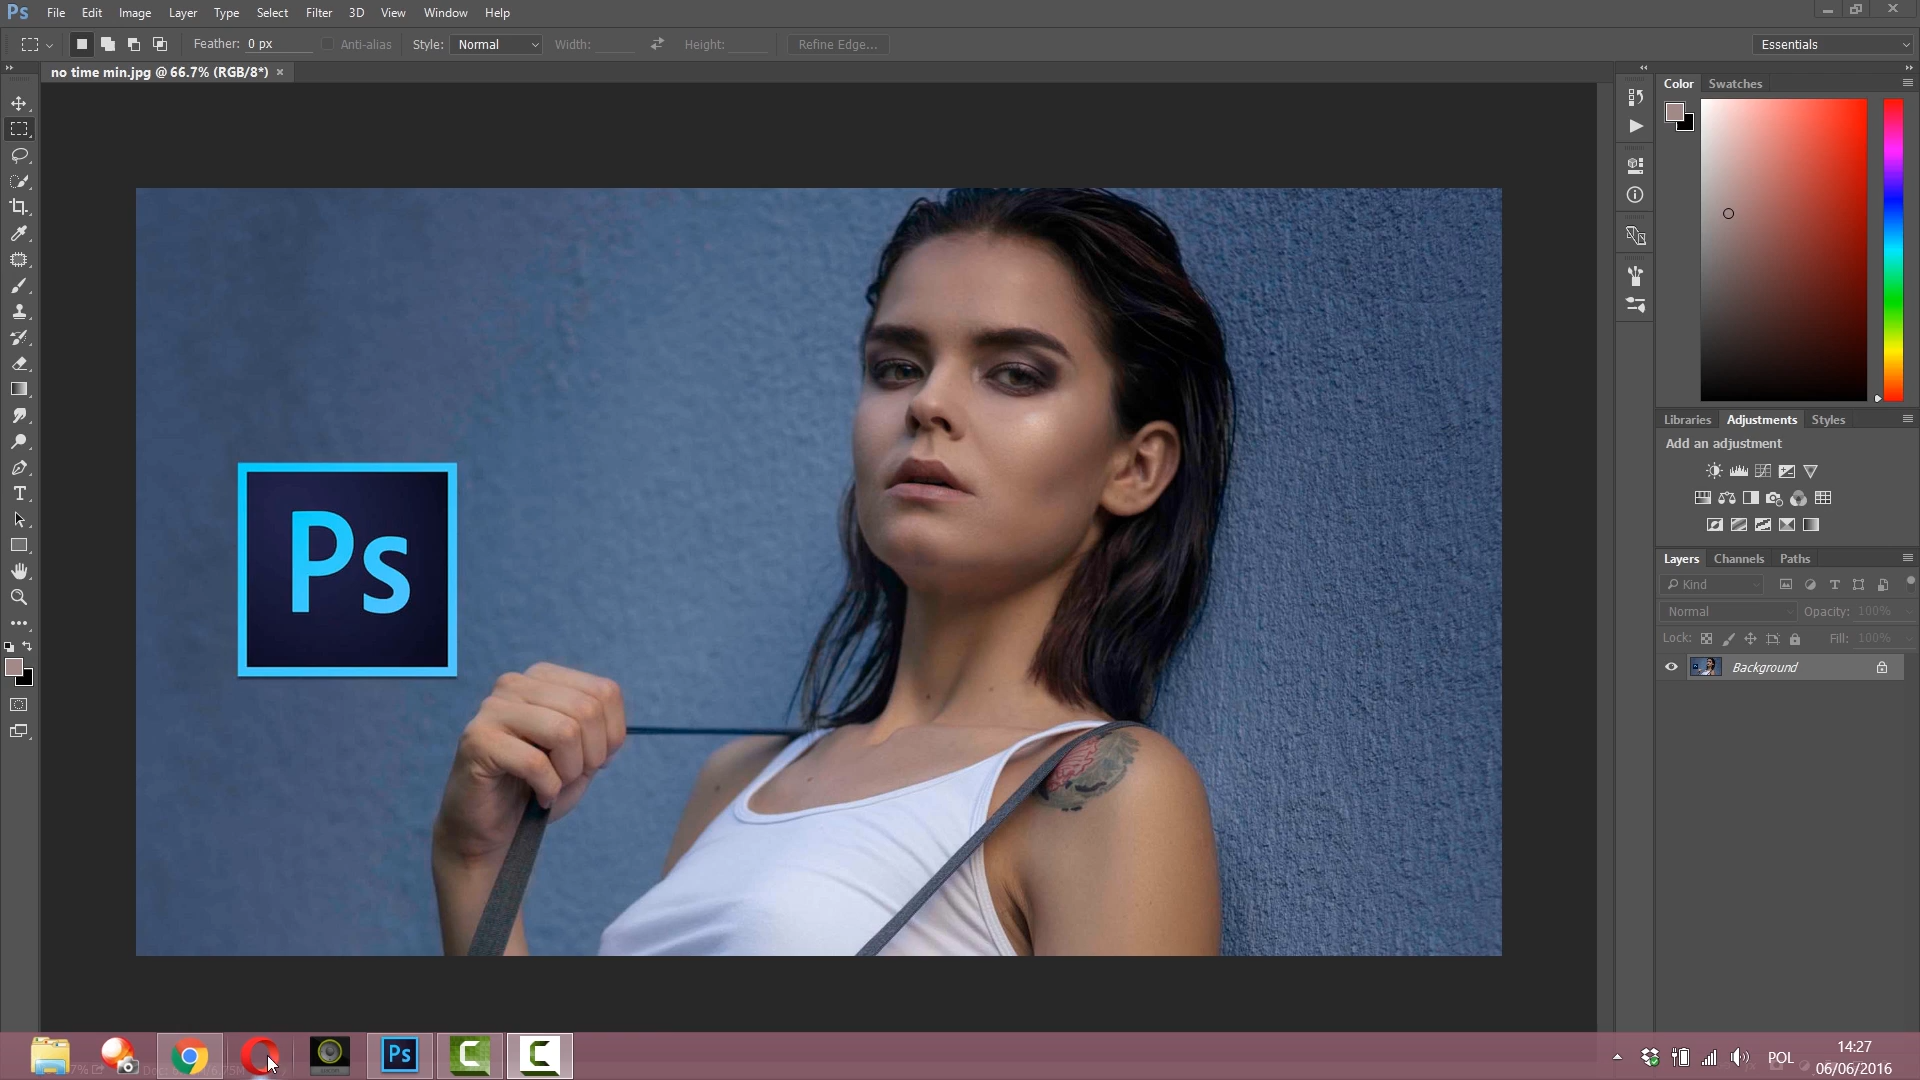 Ps File Edit Image Layer Type Select Filter 3D View Window Help
Feather: 0 px Anti-alias Style: Normal Width: Height: Refine Edge... Essentials
no time min.jpg @ 66.7% (RGB/8*) ×
Color Swatches
Ps
Libraries Adjustments Styles
Add an adjustment
Layers Channels Paths
Kind
Normal Opacity: 100%
Lock: Fill: 100%
Background
Ps
POL
14:27
06/06/2016